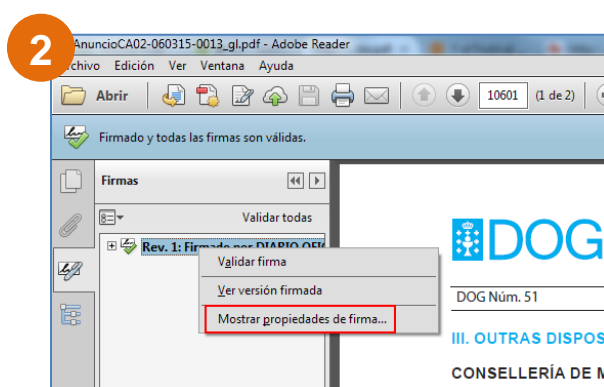 2
AnuncioCA02-060315-0013_gl.pdf - Adobe Reader
Archivo Edición Ver Ventana Ayuda
Abrir 10601 (1 de 2)
Firmado y todas las firmas son válidas.
Firmas
Validar todas
Rev. 1: Firmado por DIARIO OFIC
Validar firma
Ver versión firmada
Mostrar propiedades de firma...
DOG
DOG Núm. 51
III. OUTRAS DISPOS
CONSELLERÍA DE M